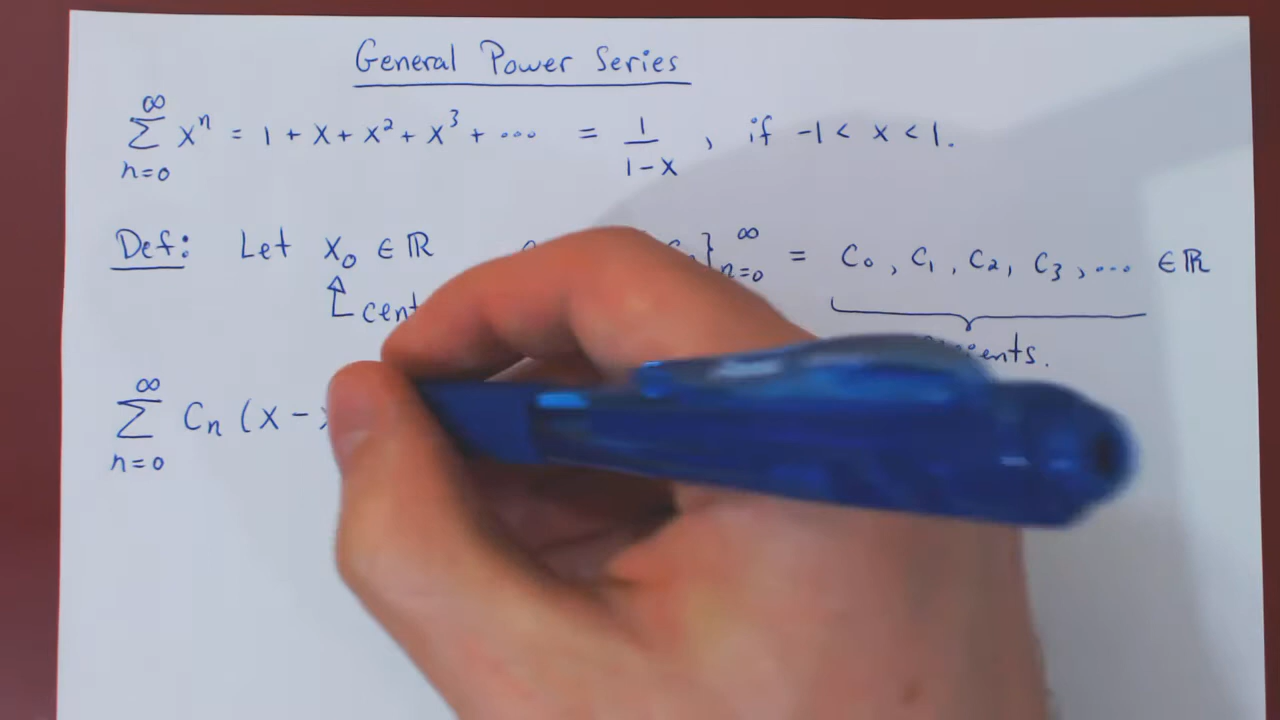 General Power Series
∞
∑ xⁿ = 1 + x + x² + x³ + ⋯ = 1/(1-x) , if -1 < x < 1.
n=0
Def: Let x₀ ∈ ℝ }ₙ₌₀^∞ = C₀, C₁, C₂, C₃, ⋯ ∈ ℝ
∞
∑ Cₙ (x -
n=0